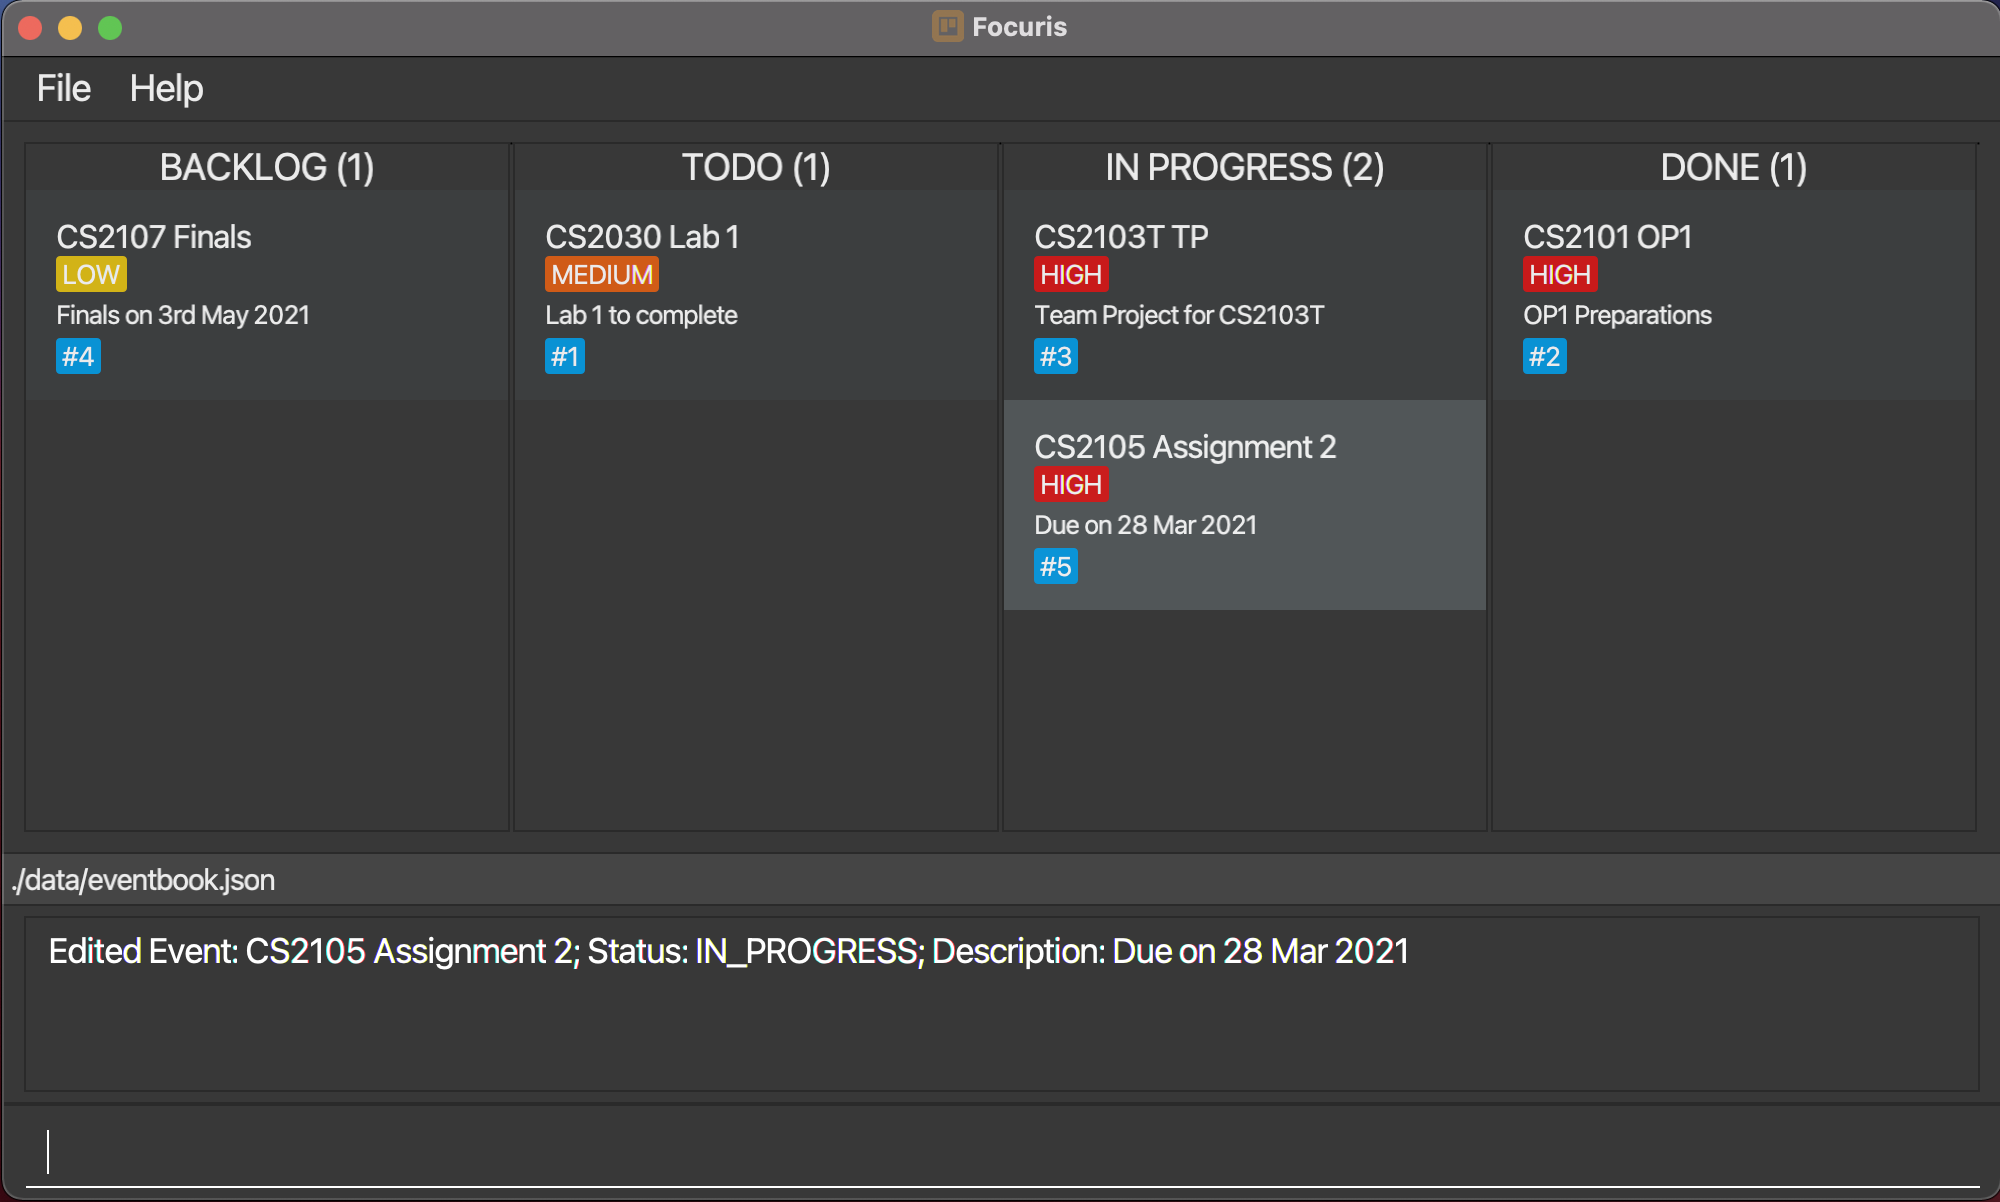 Focuris
File Help
BACKLOG (1)
CS2107 Finals
LOW
Finals on 3rd May 2021
#4
TODO (1)
CS2030 Lab 1
MEDIUM
Lab 1 to complete
#1
IN PROGRESS (2)
CS2103T TP
HIGH
Team Project for CS2103T
#3
CS2105 Assignment 2
HIGH
Due on 28 Mar 2021
#5
DONE (1)
CS2101 OP1
HIGH
OP1 Preparations
#2
./data/eventbook.json
Edited Event: CS2105 Assignment 2; Status: IN_PROGRESS; Description: Due on 28 Mar 2021